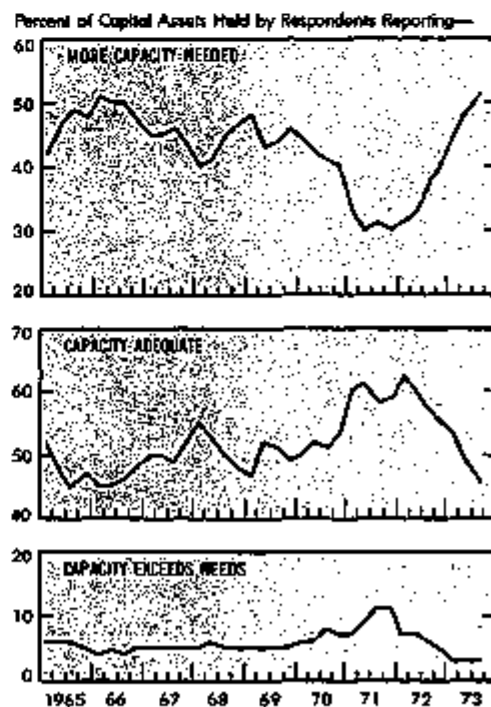 Percent of Capital Assets Held by Respondents Reporting—
60
MORE CAPACITY NEEDED
50
40
30
20
70
CAPACITY ADEQUATE
60
50
40
20
CAPACITY EXCEEDS NEEDS
10
0
1965 66 67 68 69 70 71 72 73